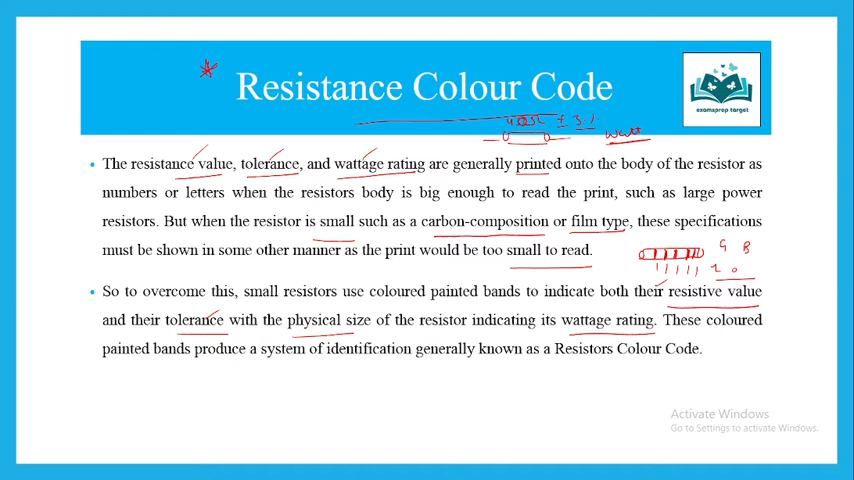 Resistance Colour Code
examsprop target
± 3 %
Watt
• The resistance value, tolerance, and wattage rating are generally printed onto the body of the resistor as
numbers or letters when the resistors body is big enough to read the print, such as large power
resistors. But when the resistor is small such as a carbon-composition or film type, these specifications
must be shown in some other manner as the print would be too small to read.
G B
• So to overcome this, small resistors use coloured painted bands to indicate both their resistive value
and their tolerance with the physical size of the resistor indicating its wattage rating. These coloured
painted bands produce a system of identification generally known as a Resistors Colour Code.
Activate Windows
Go to Settings to activate Windows.